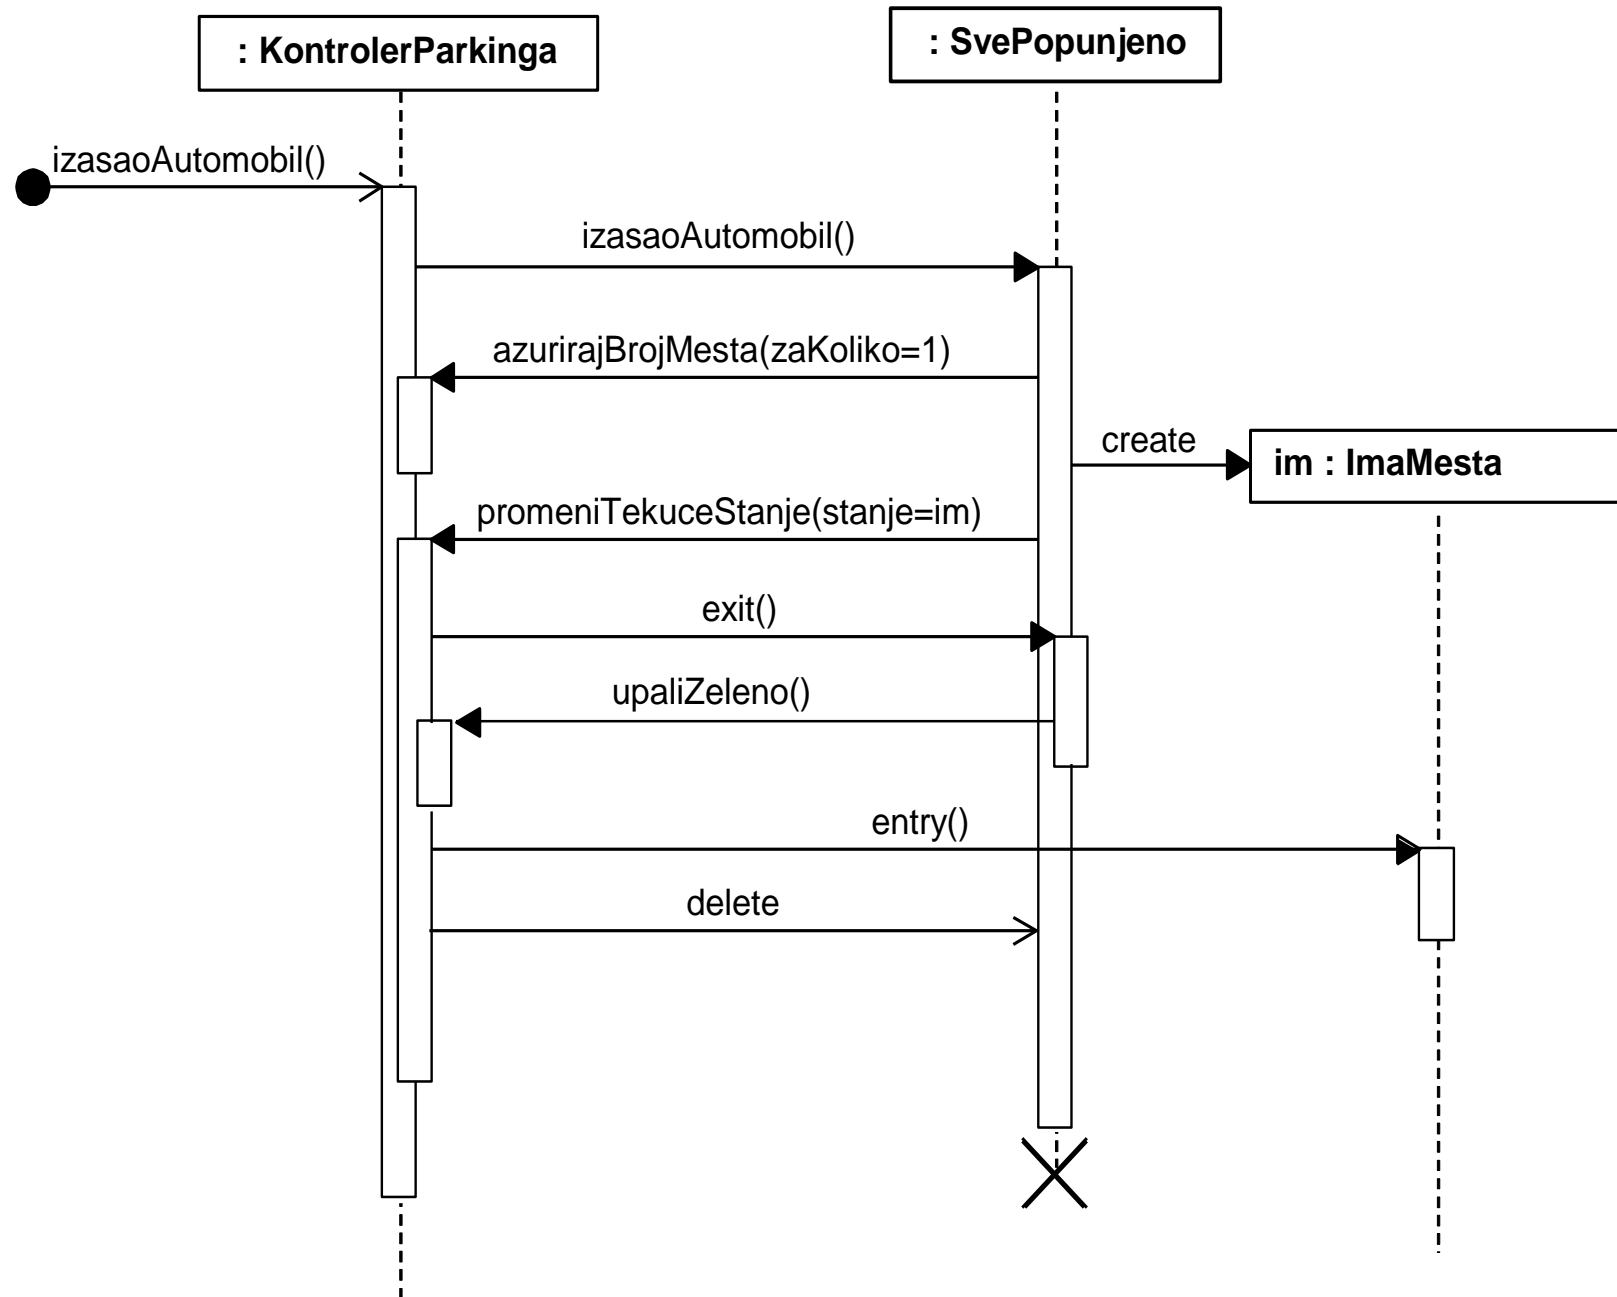 : KontrolerParkinga
: SvePopunjeno
izasaoAutomobil()
izasaoAutomobil()
azurirajBrojMesta(zaKoliko=1)
create
im : ImaMesta
promeniTekuceStanje(stanje=im)
exit()
upaliZeleno()
entry()
delete